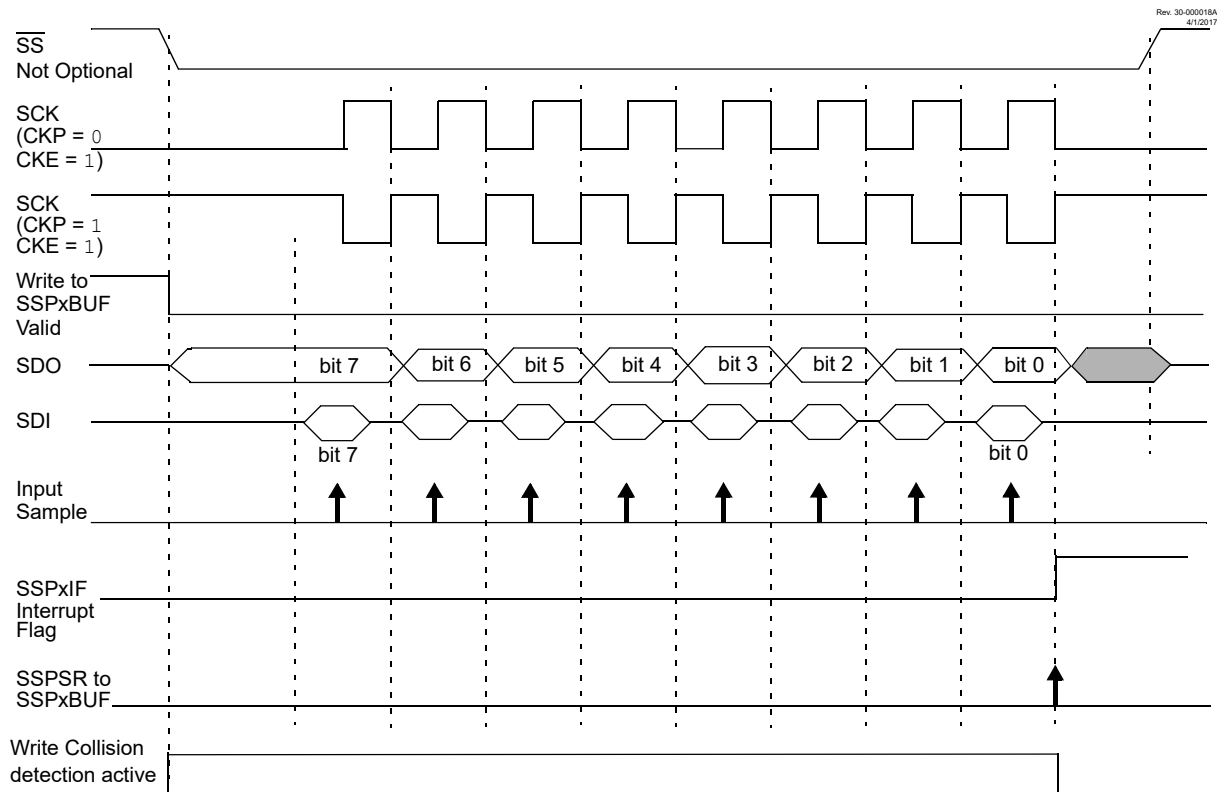 Rev. 30-000018A
4/1/2017
SS
Not Optional
SCK
(CKP = 0
CKE = 1)
SCK
(CKP = 1
CKE = 1)
Write to
SSPxBUF
Valid
SDO
bit 7
bit 6
bit 5
bit 4
bit 3
bit 2
bit 1
bit 0
SDI
bit 7
bit 0
Input
Sample
SSPxIF
Interrupt
Flag
SSPSR to
SSPxBUF
Write Collision
detection active